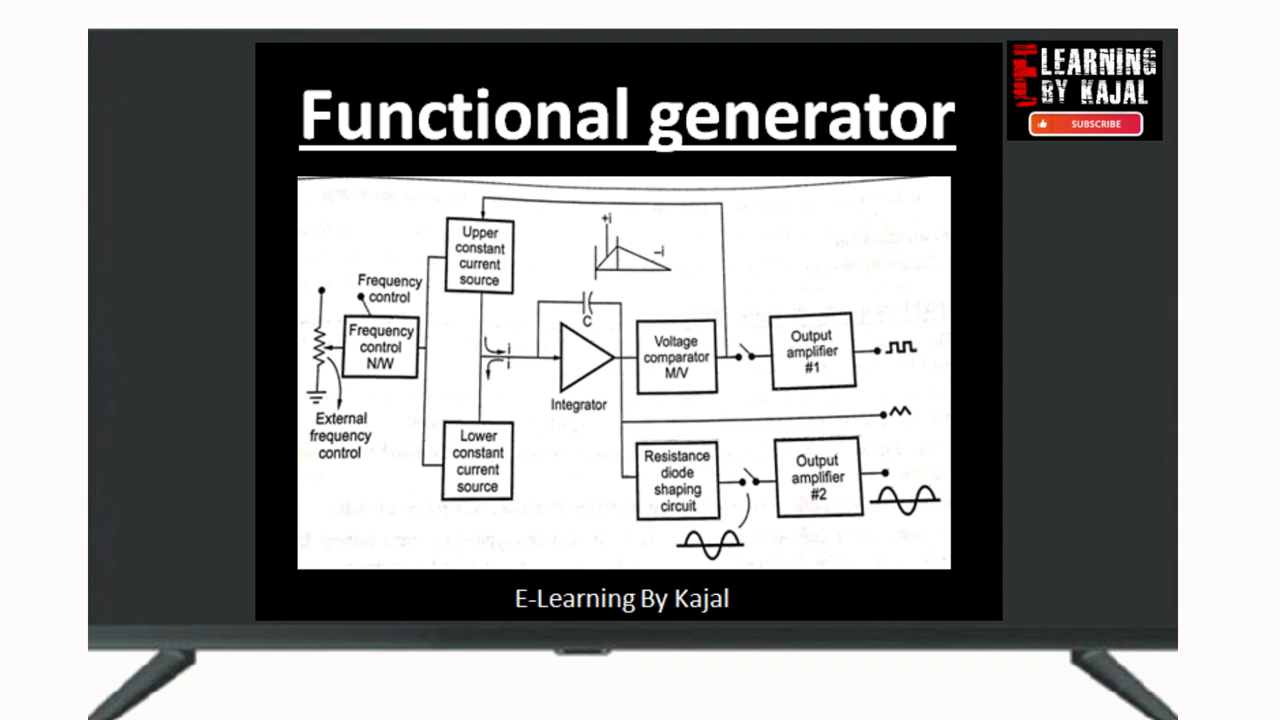 Functional generator
LEARNING
BY KAJAL
SUBSCRIBE
+i
-i
Upper
constant
current
source
Frequency
control
Frequency
control
N/W
External
frequency
control
i
i
C
Integrator
Lower
constant
current
source
Voltage
comparator
M/V
Output
amplifier
#1
Resistance
diode
shaping
circuit
Output
amplifier
#2
E-Learning By Kajal